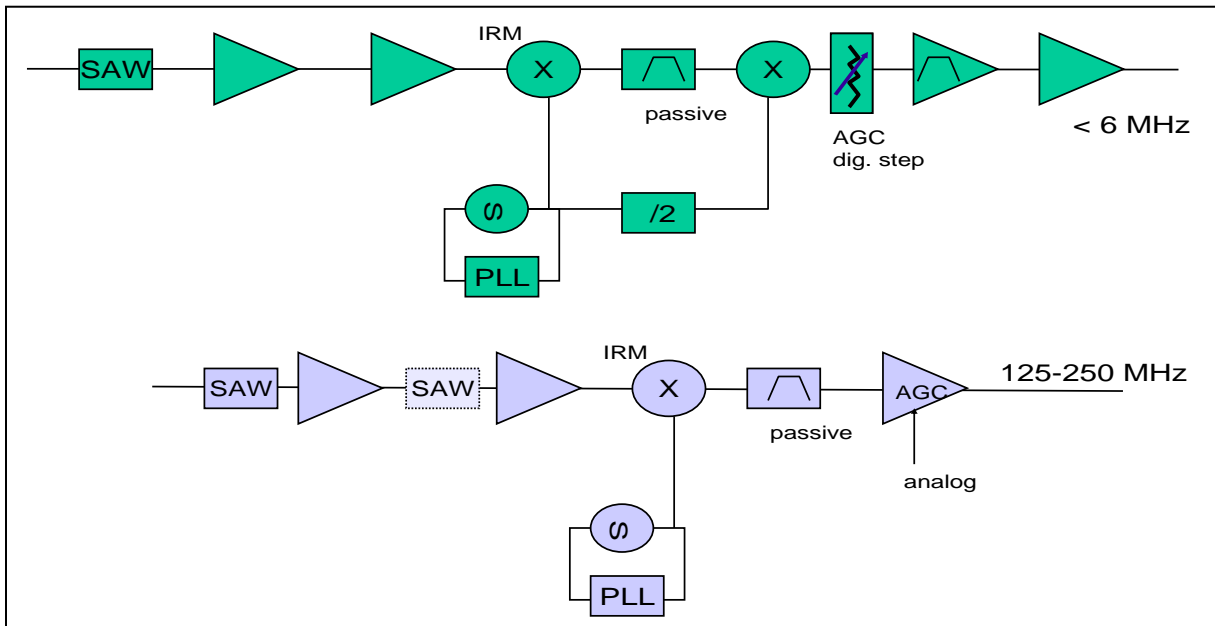 IRM
SAW
X
X
passive
AGC
dig. step
< 6 MHz
S
/2
PLL
IRM
SAW
SAW
X
AGC
125-250 MHz
passive
analog
S
PLL